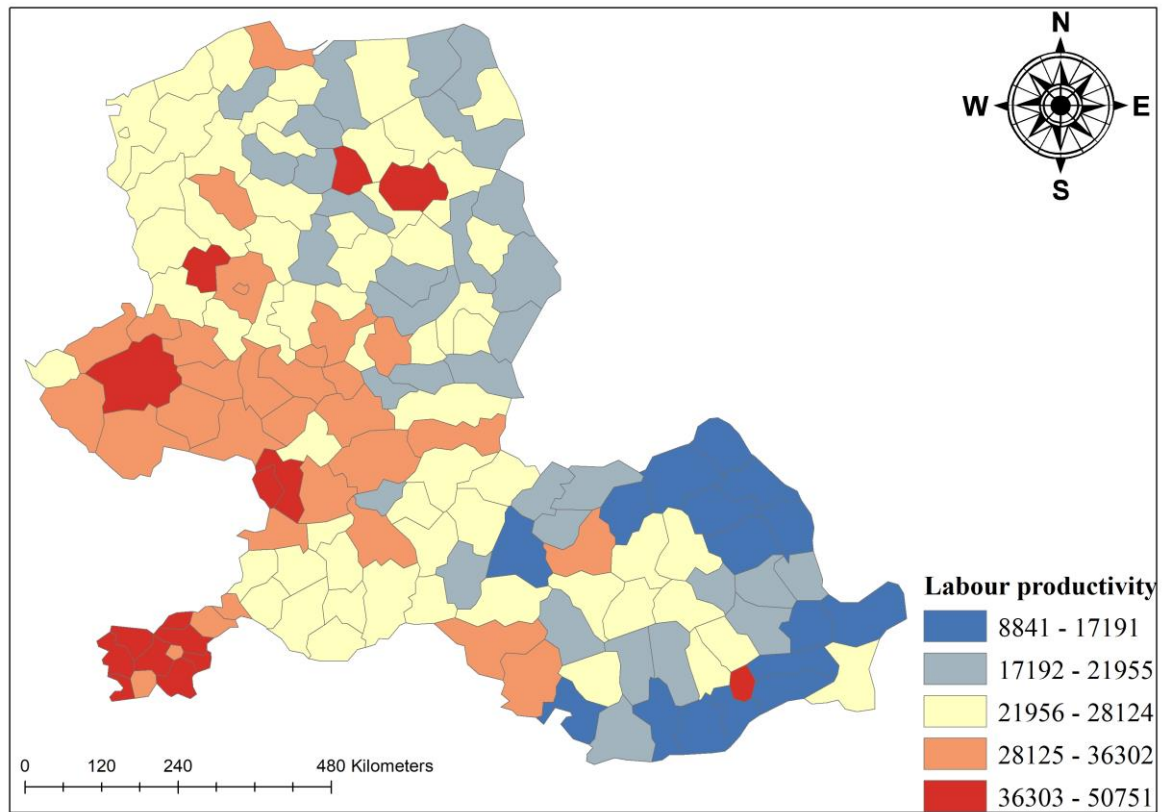 N
W E
S
Labour productivity
8841 - 17191
17192 - 21955
21956 - 28124
28125 - 36302
36303 - 50751
0 120 240 480 Kilometers